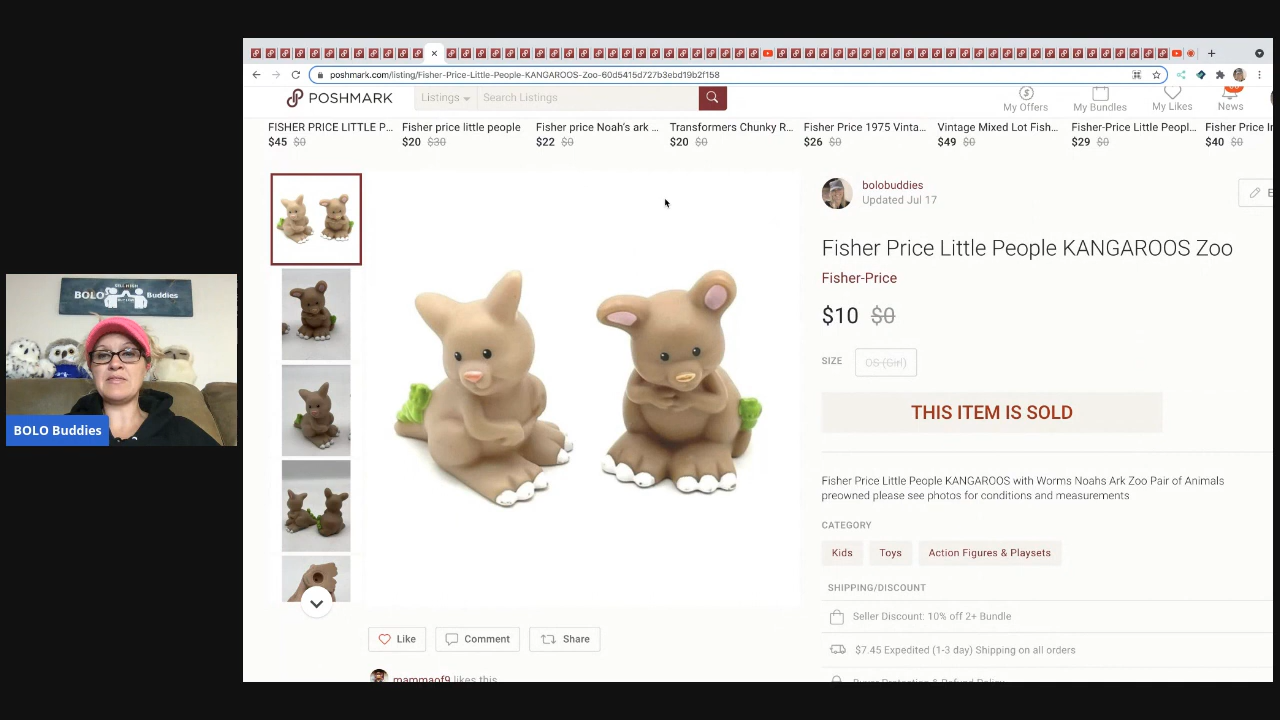 poshmark.com/listing/Fisher-Price-Little-People-KANGAROOS-Zoo-60d5415d727b3ebd19b2f158
POSHMARK
Listings
Search Listings
My Offers
My Bundles
My Likes
News
FISHER PRICE LITTLE P...
Fisher price little people
Fisher price Noah's ark ...
Transformers Chunky R...
Fisher Price 1975 Vinta...
Vintage Mixed Lot Fish...
Fisher-Price Little Peopl...
Fisher Price In
$45 $0
$20 $30
$22 $0
$20 $0
$26 $0
$49 $0
$29 $0
$40 $0
bolobuddies
Updated Jul 17
Fisher Price Little People KANGAROOS Zoo
Fisher-Price
$10 $0
SIZE
OS (Girl)
THIS ITEM IS SOLD
Fisher Price Little People KANGAROOS with Worms Noahs Ark Zoo Pair of Animals
preowned please see photos for conditions and measurements
CATEGORY
Kids
Toys
Action Figures & Playsets
SHIPPING/DISCOUNT
Seller Discount: 10% off 2+ Bundle
$7.45 Expedited (1-3 day) Shipping on all orders
Like
Comment
Share
mammaof9 likes this
BOLO Buddies
BOLO Buddies